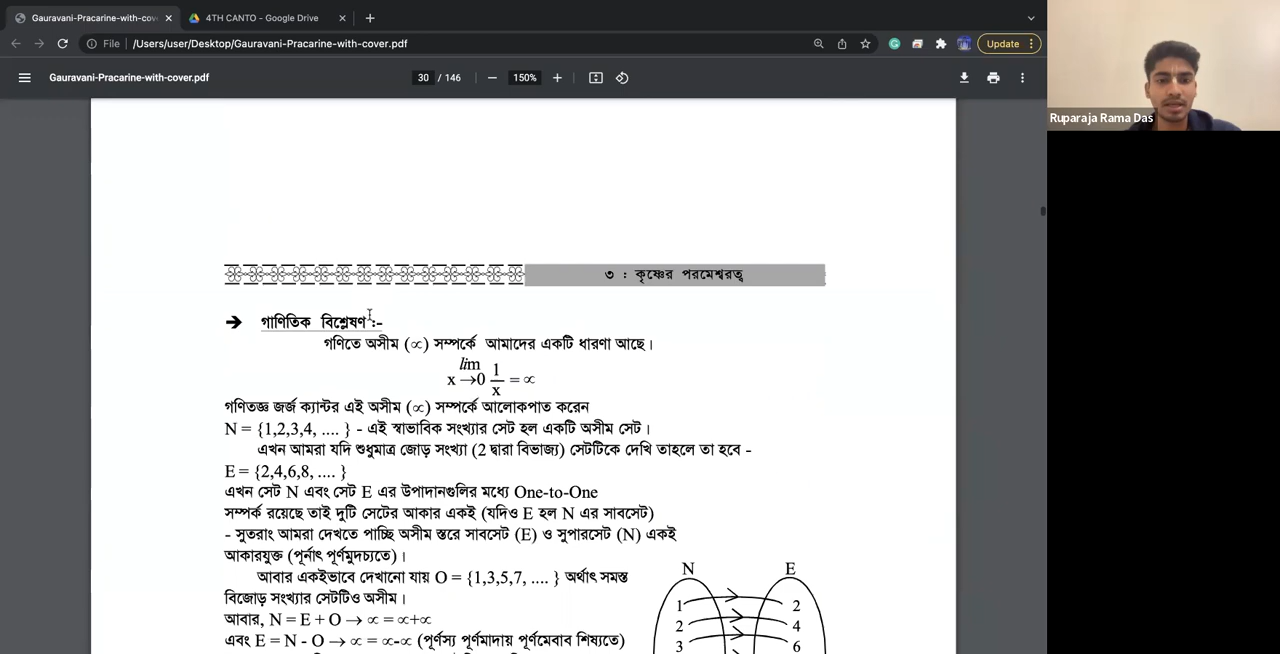 Gauravani-Pracarine-with-cove
4TH CANTO - Google Drive
File /Users/user/Desktop/Gauravani-Pracarine-with-cover.pdf
Update
Gauravani-Pracarine-with-cover.pdf
30 / 146
150%
Ruparaja Rama Das
৩ : কৃষ্ণের পরমেশ্বরত্ব
➔ গাণিতিক বিশ্লেষণ :-
গণিতে অসীম (∝) সম্পর্কে আমাদের একটি ধারণা আছে।
lim
x →0 1/x = ∝
গণিতজ্ঞ জর্জ ক্যান্টর এই অসীম (∝) সম্পর্কে আলোকপাত করেন
N = {1,2,3,4, .... } - এই স্বাভাবিক সংখ্যার সেট হল একটি অসীম সেট।
এখন আমরা যদি শুধুমাত্র জোড় সংখ্যা (2 দ্বারা বিভাজ্য) সেটটিকে দেখি তাহলে তা হবে -
E = {2,4,6,8, .... }
এখন সেট N এবং সেট E এর উপাদানগুলির মধ্যে One-to-One
সম্পর্ক রয়েছে তাই দুটি সেটের আকার একই (যদিও E হল N এর সাবসেট)
- সুতরাং আমরা দেখতে পাচ্ছি অসীম স্তরে সাবসেট (E) ও সুপারসেট (N) একই
আকারযুক্ত (পূর্নাৎ পূর্নমুদচ্যতে)।
আবার একইভাবে দেখানো যায় O = {1,3,5,7, .... } অর্থাৎ সমস্ত
বিজোড় সংখ্যার সেটটিও অসীম।
আবার, N = E + O → ∝ = ∝+∝
এবং E = N - O → ∝ = ∝-∝ (পূর্ণস্য পূর্ণমাদায় পূর্ণমেবাব শিষ্যতে)
N E
1 2
2 4
3 6